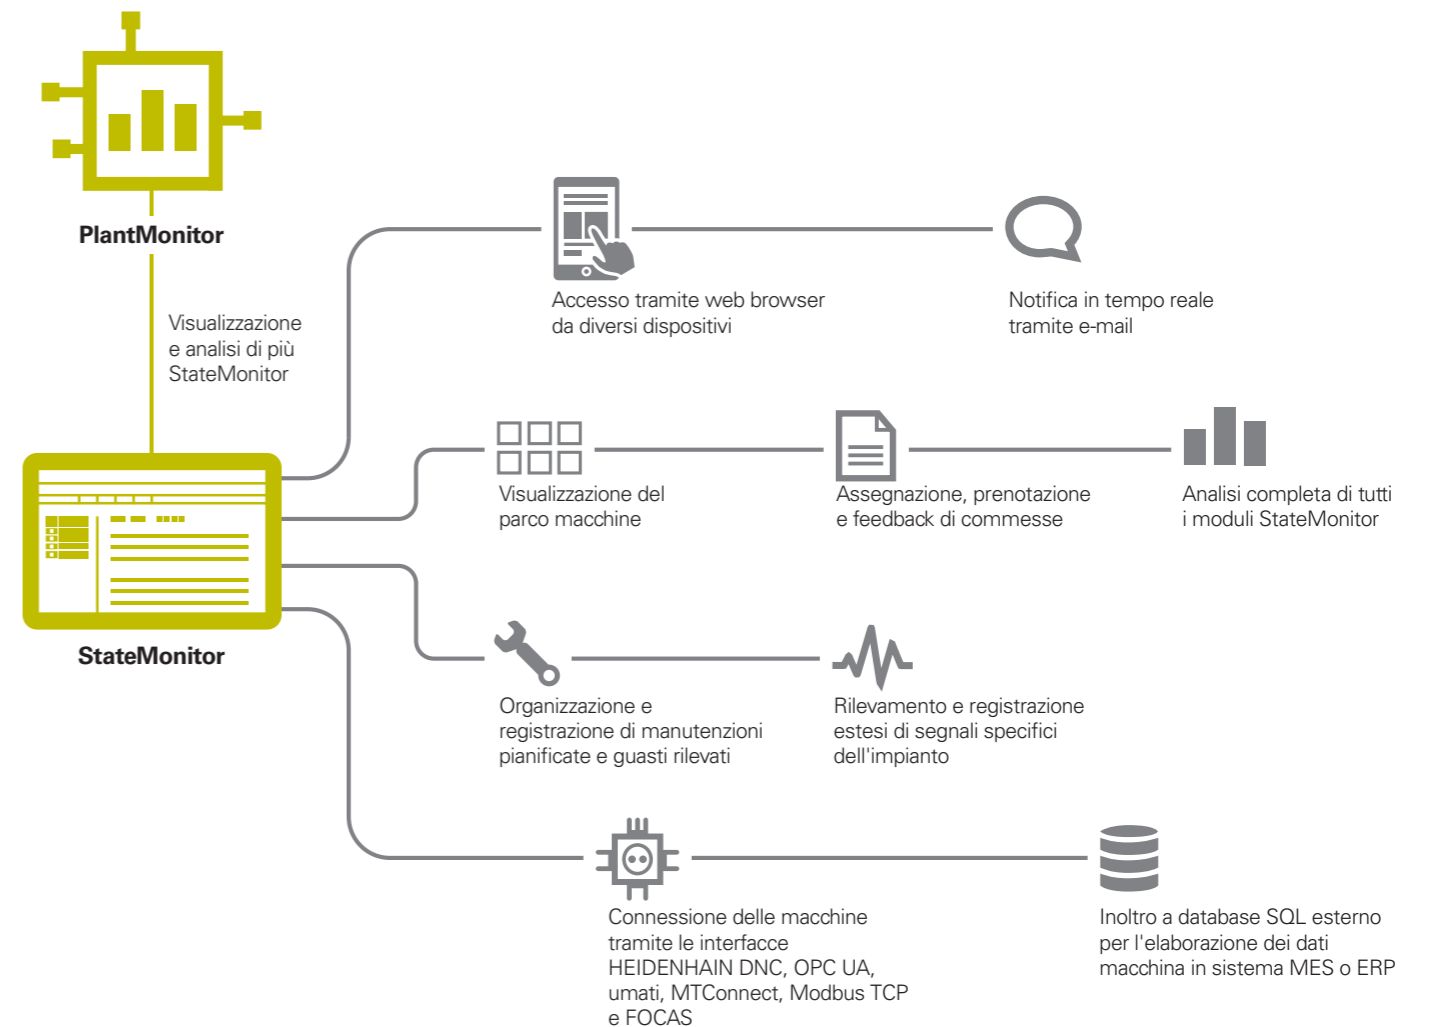 PlantMonitor
Visualizzazione
e analisi di più
StateMonitor
StateMonitor
Accesso tramite web browser
da diversi dispositivi
Notifica in tempo reale
tramite e-mail
Visualizzazione del
parco macchine
Assegnazione, prenotazione
e feedback di commesse
Analisi completa di tutti
i moduli StateMonitor
Organizzazione e
registrazione di manutenzioni
pianificate e guasti rilevati
Rilevamento e registrazione
estesi di segnali specifici
dell'impianto
Connessione delle macchine
tramite le interfacce
HEIDENHAIN DNC, OPC UA,
umati, MTConnect, Modbus TCP
e FOCAS
Inoltro a database SQL esterno
per l'elaborazione dei dati
macchina in sistema MES o ERP